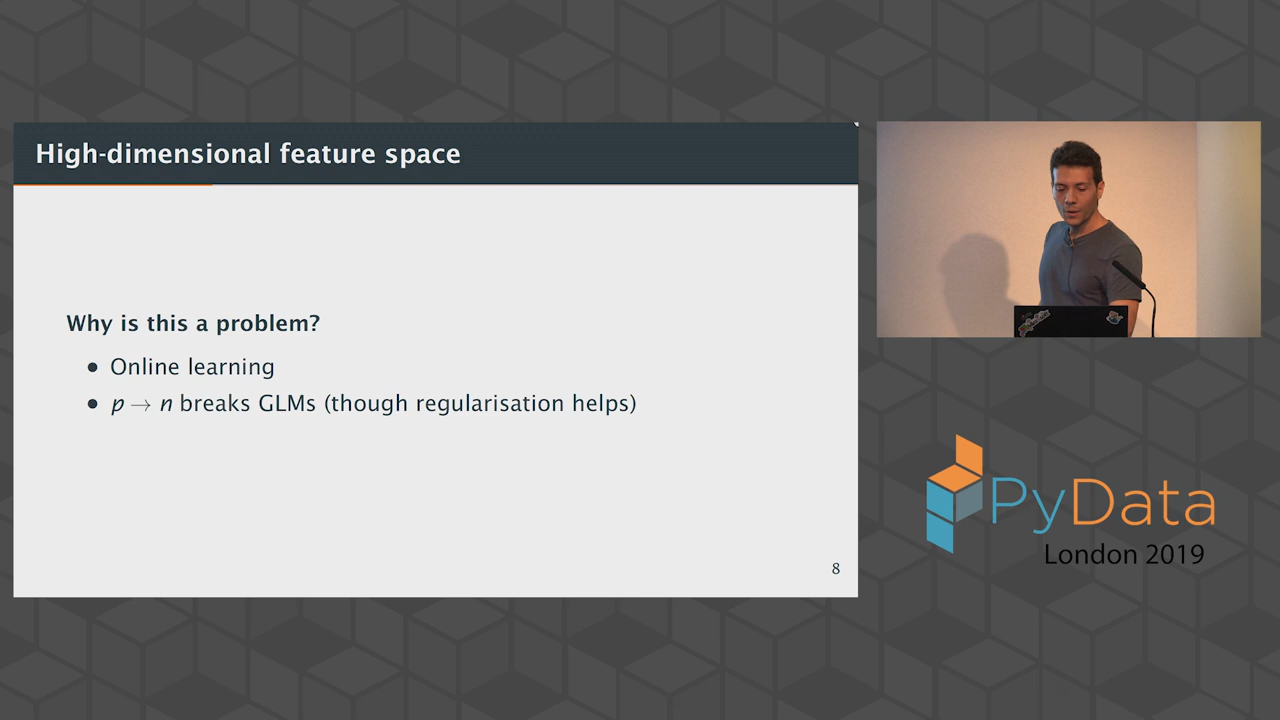 High-dimensional feature space
Why is this a problem?
● Online learning
● p → n breaks GLMs (though regularisation helps)
8
PyData
London 2019